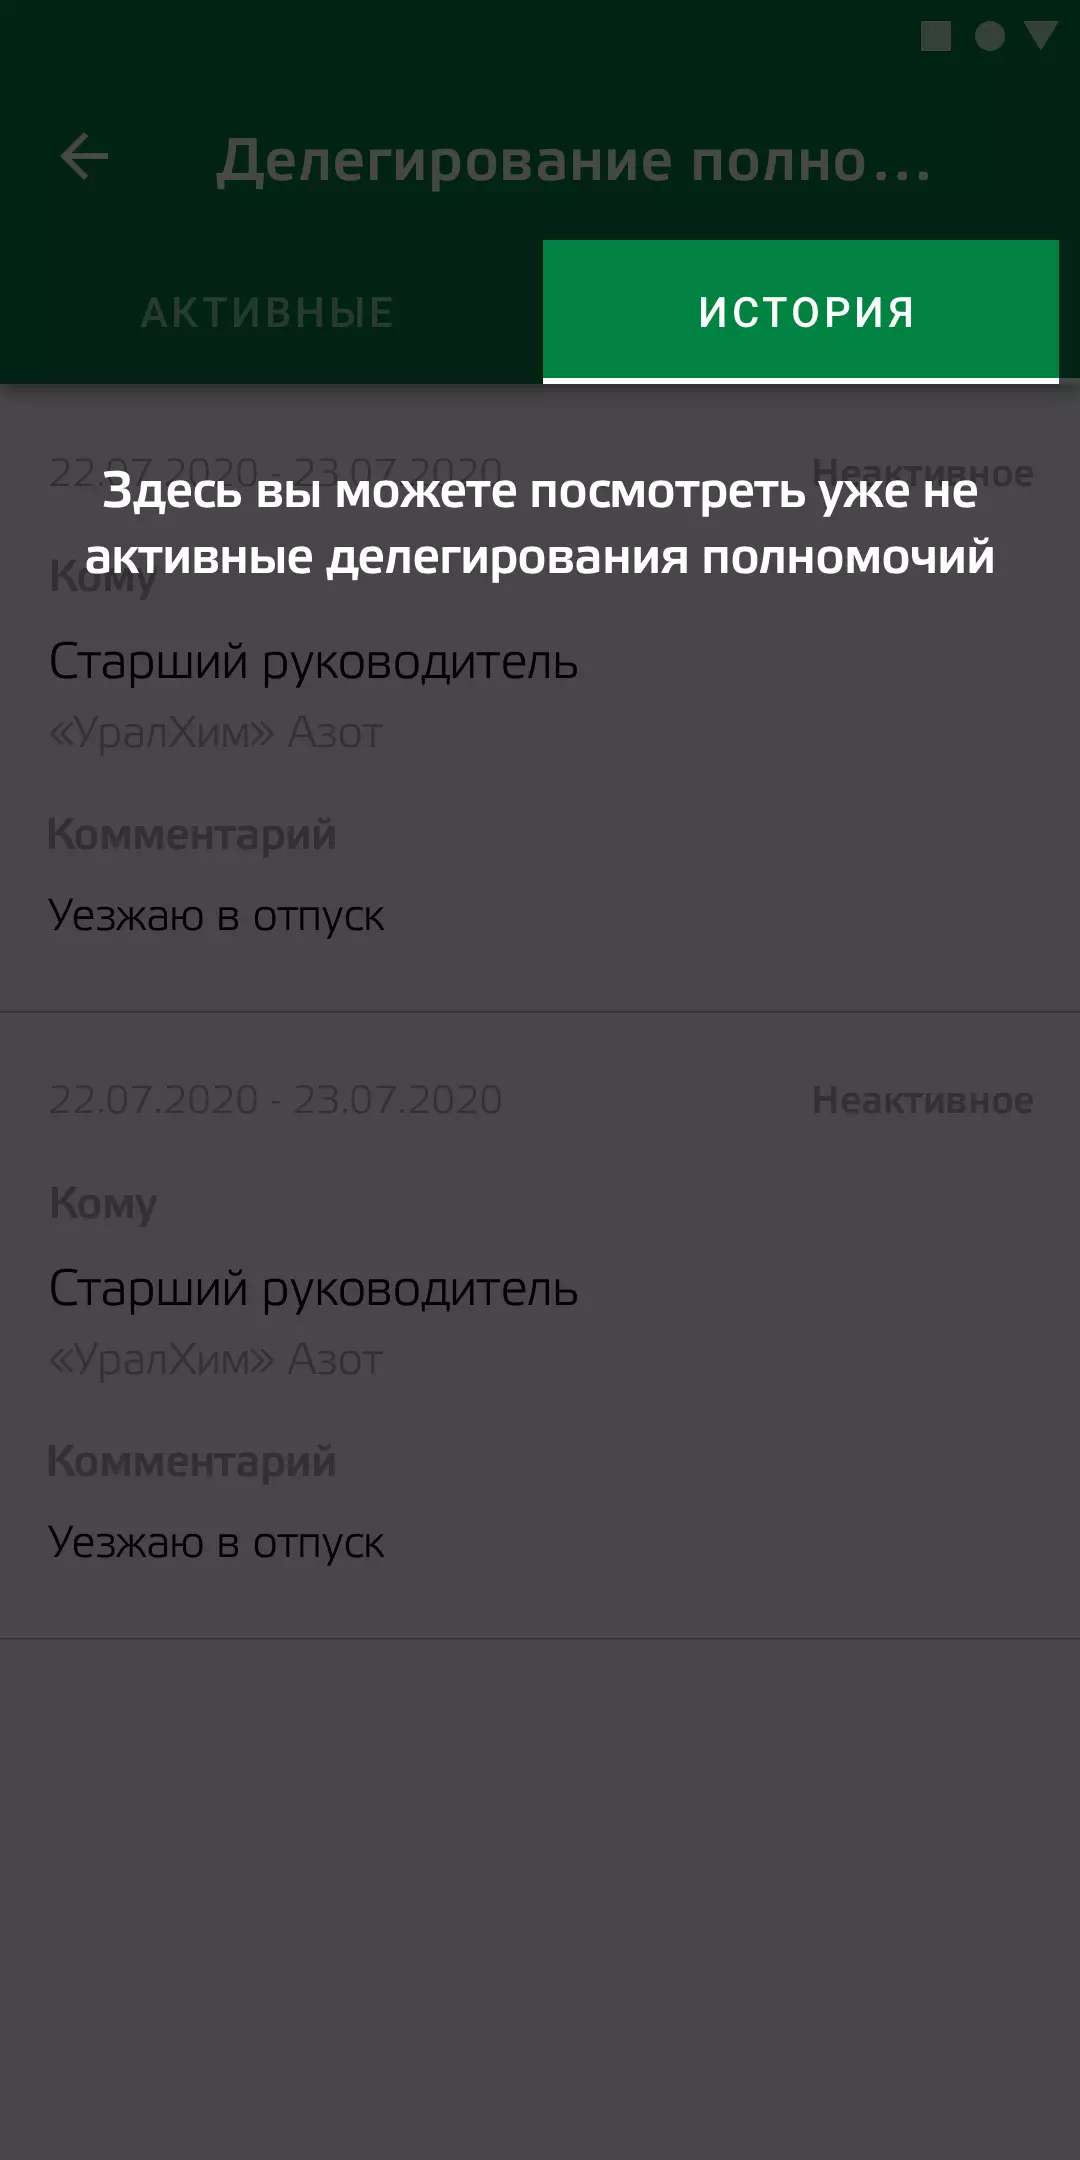 Делегирование полно...
АКТИВНЫЕ
ИСТОРИЯ
22.07.2020 - 23.07.2020
Неактивное
Здесь вы можете посмотреть уже не
активные делегирования полномочий
Кому
Старший руководитель
«УралХим» Азот
Комментарий
Уезжаю в отпуск
22.07.2020 - 23.07.2020
Неактивное
Кому
Старший руководитель
«УралХим» Азот
Комментарий
Уезжаю в отпуск